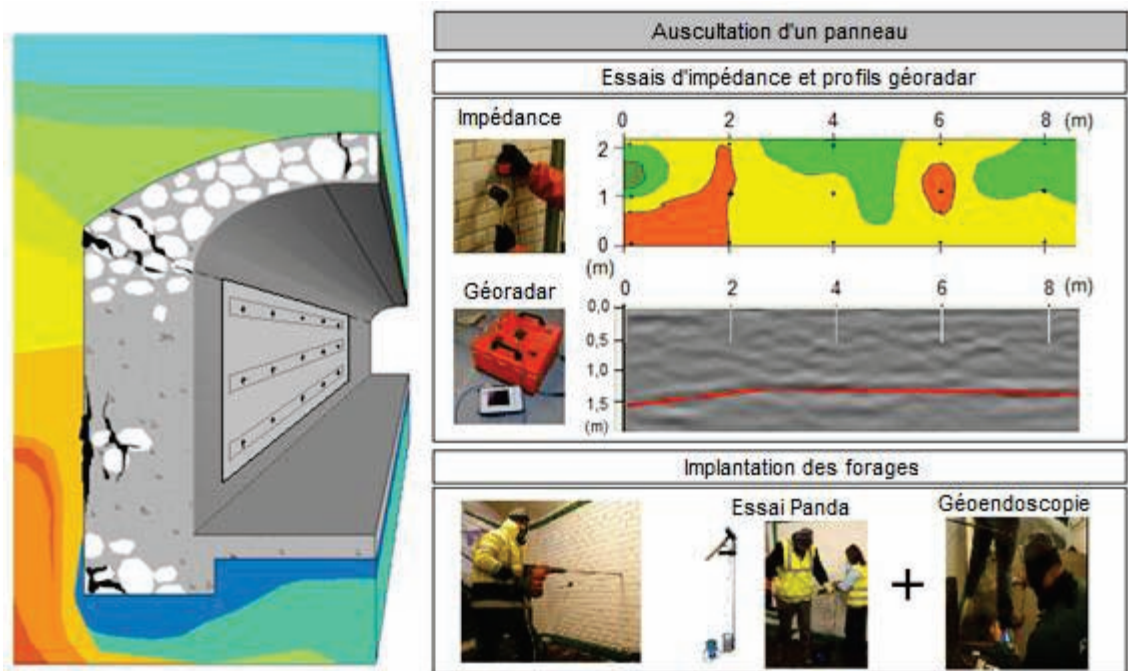 Auscultation d'un panneau
Essais d'impédance et profils géoradar
Impédance
0 2 4 6 8 (m)
2
1
0
(m)
Géoradar
0 2 4 6 8 (m)
0,0
0,5
1,0
1,5
(m)
Implantation des forages
Essai Panda
Géoendoscopie
+